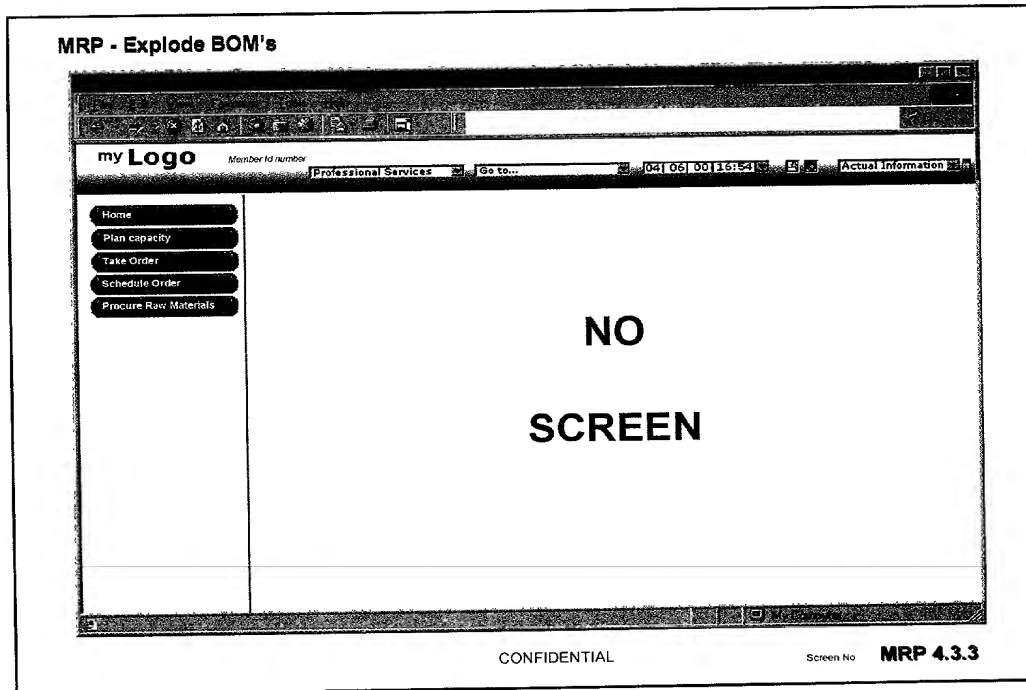 MRP - Explode BOM's
my Logo Member Id number Professional Services Go to... 04| 06| 00|16:54 Actual Information
Home
Plan capacity
Take Order
Schedule Order
Procure Raw Materials
NO
SCREEN
CONFIDENTIAL Screen No MRP 4.3.3